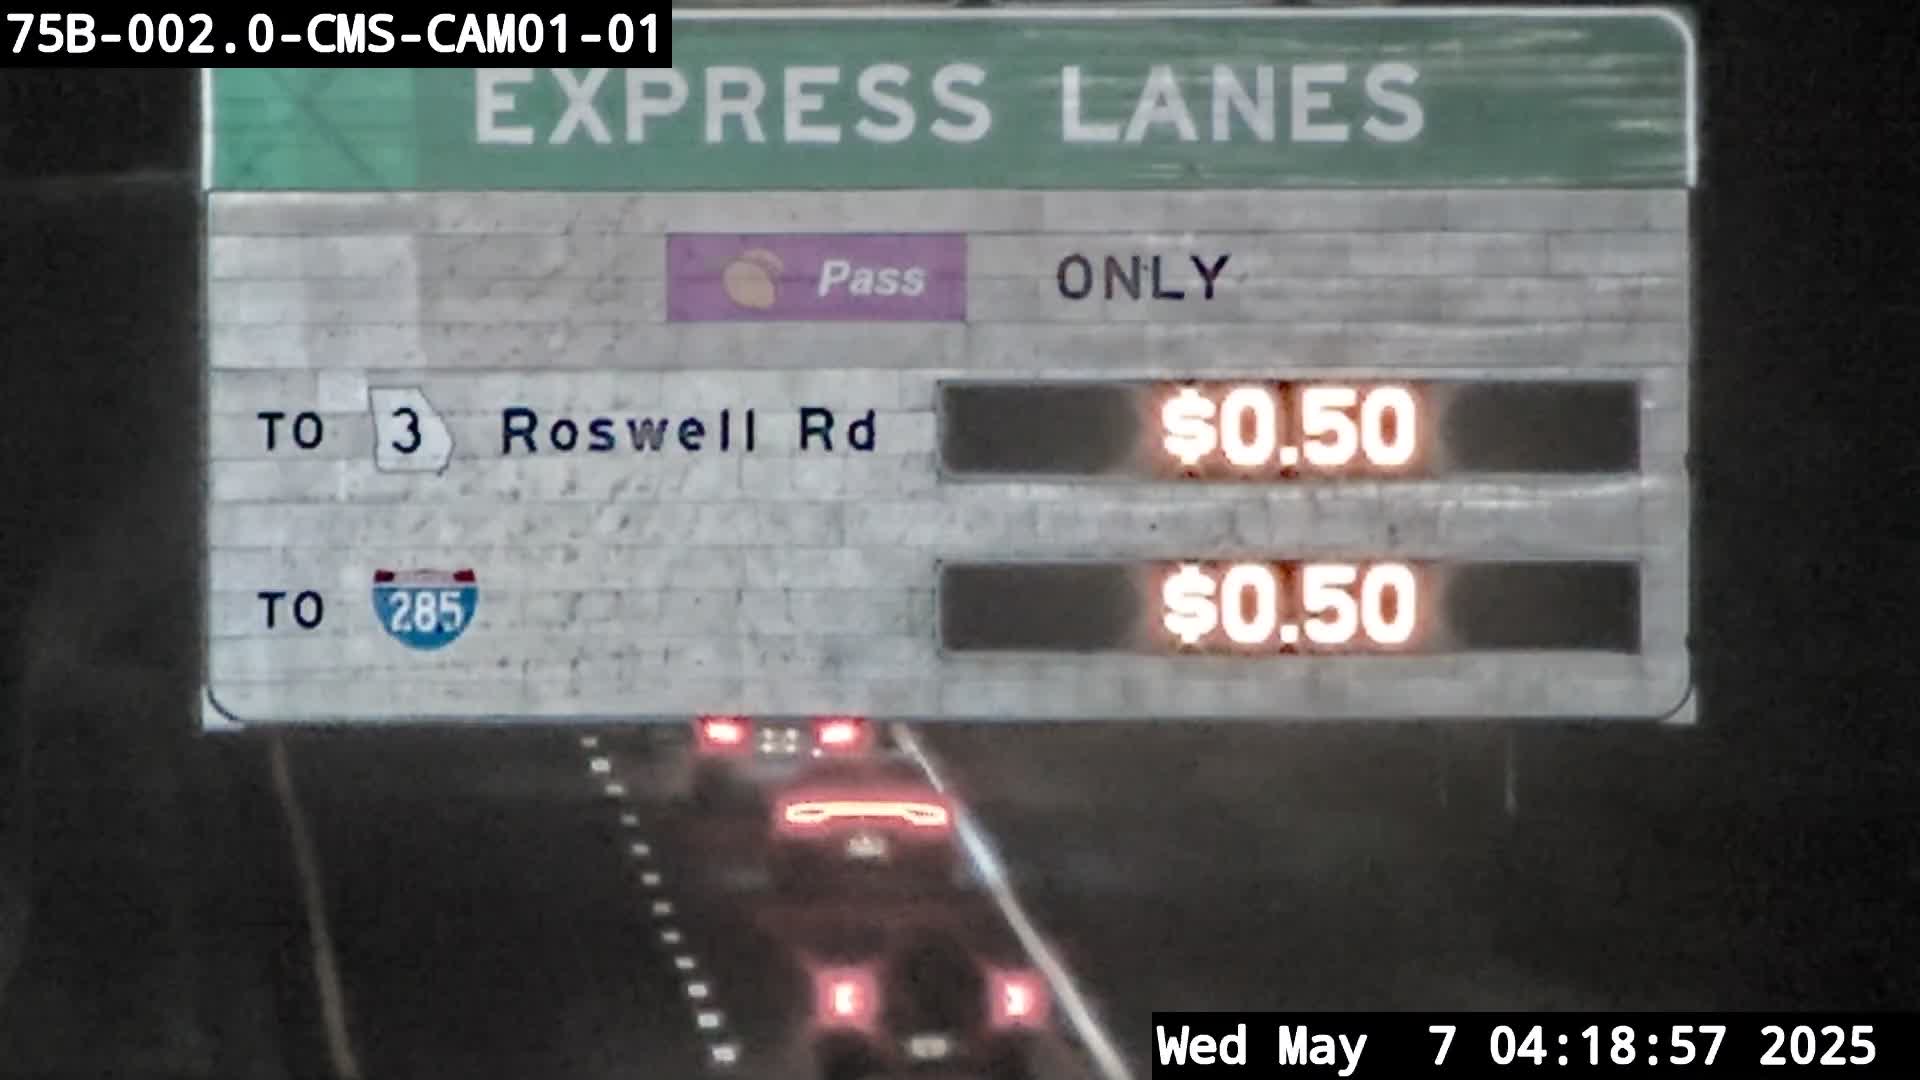 75B-002.0-CMS-CAM01-01
EXPRESS LANES
Pass ONLY
TO 3 Roswell Rd $0.50
TO 285 $0.50
Wed May 7 04:18:57 2025